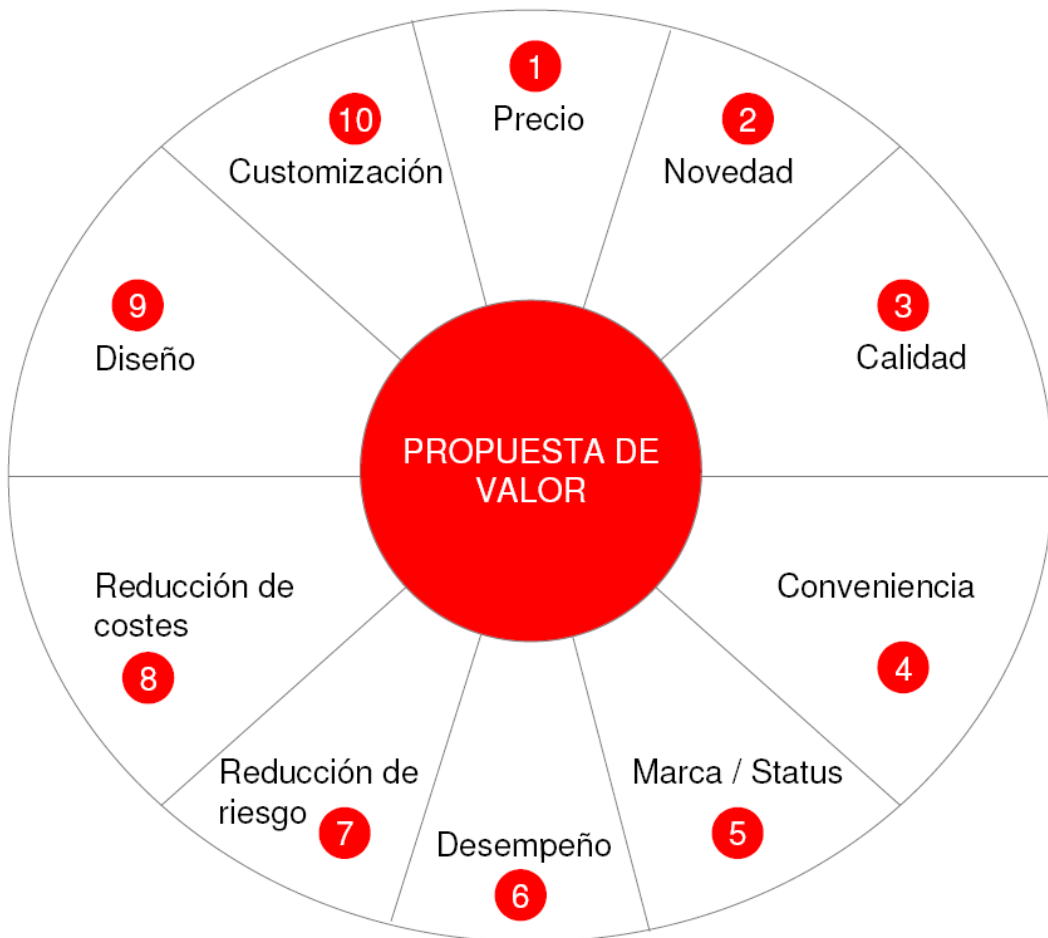 1
Precio
2
Novedad
3
Calidad
Conveniencia
4
Marca / Status
5
Desempeño
6
Reducción de
riesgo
7
Reducción de
costes
8
9
Diseño
10
Customización
PROPUESTA DE
VALOR